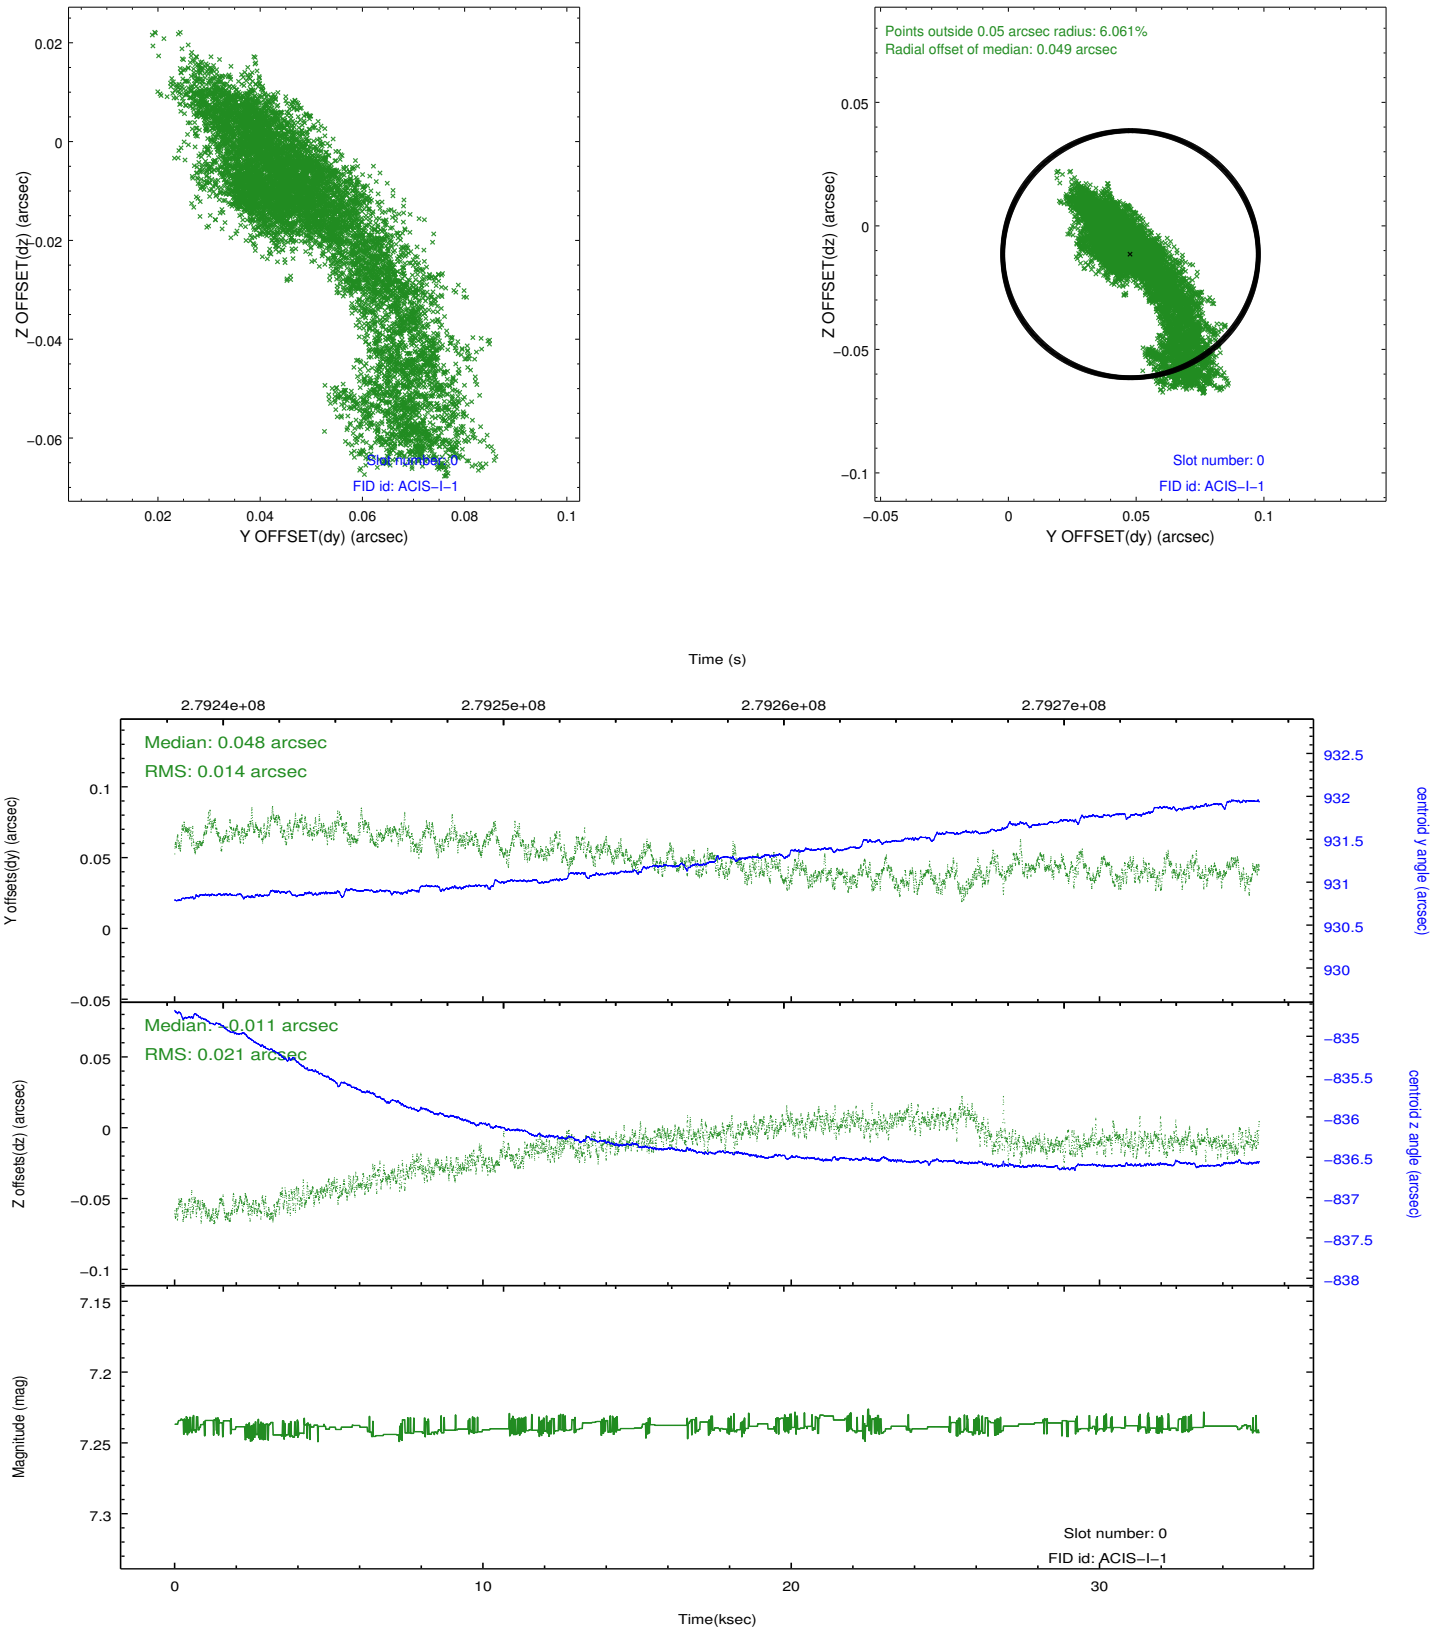 0.02
0
−0.02
−0.04
−0.06
Z OFFSET(dz) (arcsec)
Slot number: 0
FID id: ACIS−I−1
0.02
0.04
0.06
0.08
0.1
Y OFFSET(dy) (arcsec)
Points outside 0.05 arcsec radius: 6.061%
Radial offset of median: 0.049 arcsec
0.05
0
−0.05
−0.1
Z OFFSET(dz) (arcsec)
Slot number: 0
FID id: ACIS−I−1
−0.05
0
0.05
0.1
Y OFFSET(dy) (arcsec)
Time (s)
2.7924e+08
2.7925e+08
2.7926e+08
2.7927e+08
Median: 0.048 arcsec
RMS: 0.014 arcsec
0.1
0.05
0
−0.05
Y offsets(dy) (arcsec)
932.5
932
931.5
931
930.5
930
centroid y angle (arcsec)
Median: −0.011 arcsec
RMS: 0.021 arcsec
0.05
0
−0.05
−0.1
Z offsets(dz) (arcsec)
−835
−835.5
−836
−836.5
−837
−837.5
−838
centroid z angle (arcsec)
7.15
7.2
7.25
7.3
Magnitude (mag)
Slot number: 0
FID id: ACIS−I−1
0
10
20
30
Time(ksec)